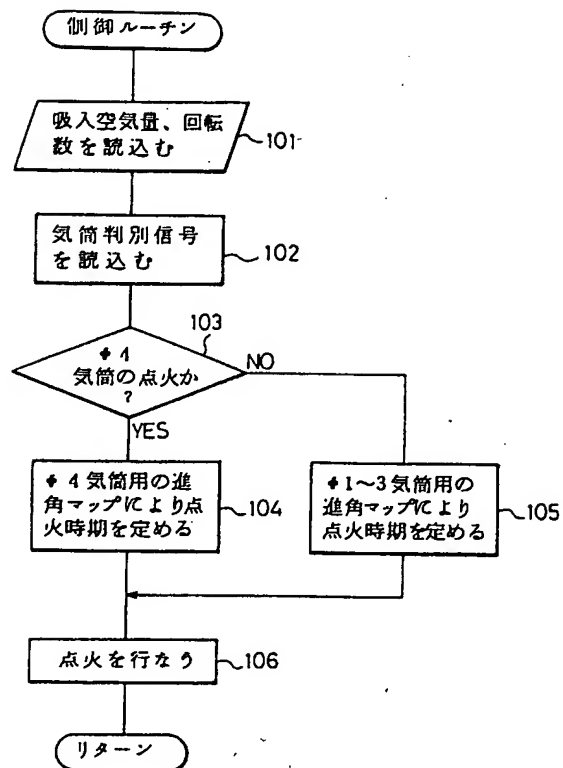 制御ルーチン
吸入空気量、回転
数を読込む
101
気筒判別信号
を読込む
102
103
#4
気筒の点火か
?
NO
YES
#4気筒用の進
角マップにより点
火時期を定める
104
#1～3気筒用の
進角マップにより
点火時期を定める
105
点火を行なう
106
リターン